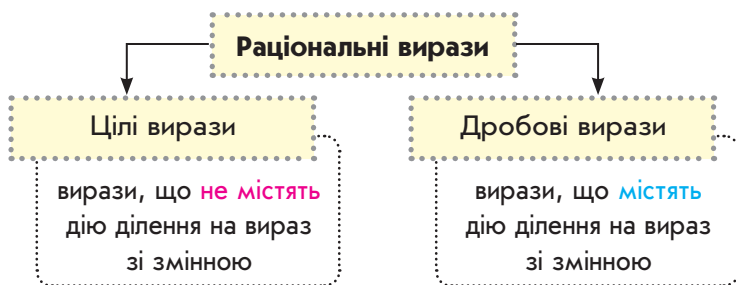 Раціональні вирази
Цілі вирази
вирази, що не містять
дію ділення на вираз
зі змінною
Дробові вирази
вирази, що містять
дію ділення на вираз
зі змінною